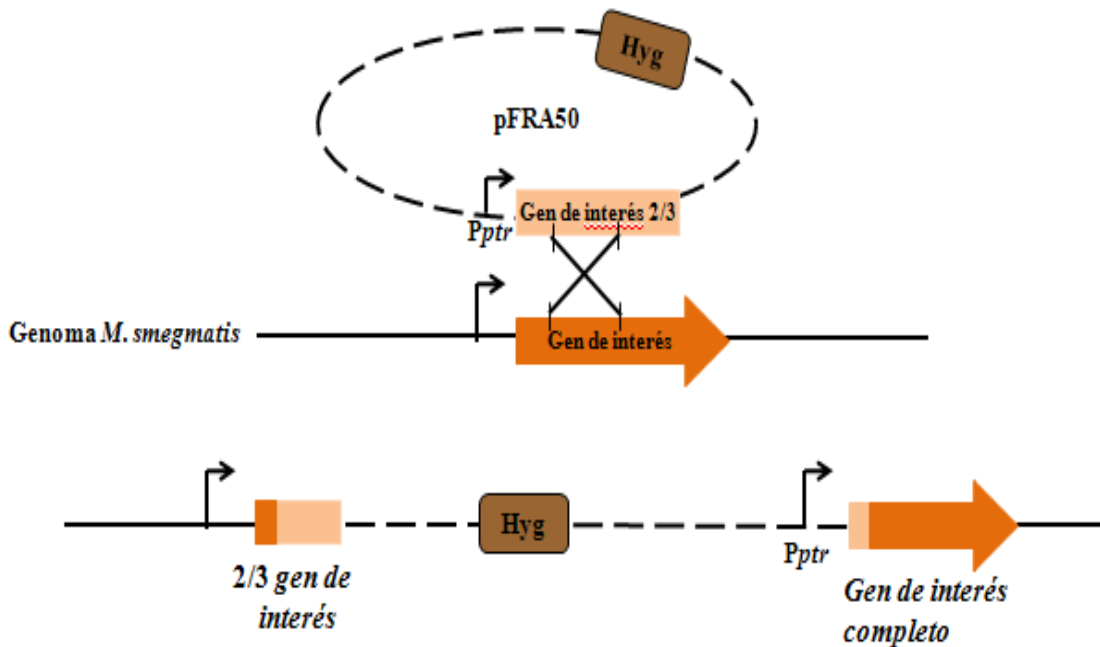 Hyg
pFRA50
Gen de interés 2/3
Pptr
Genoma M. smegmatis
Gen de interés
Hyg
Pptr
2/3 gen de
interés
Gen de interés
completo